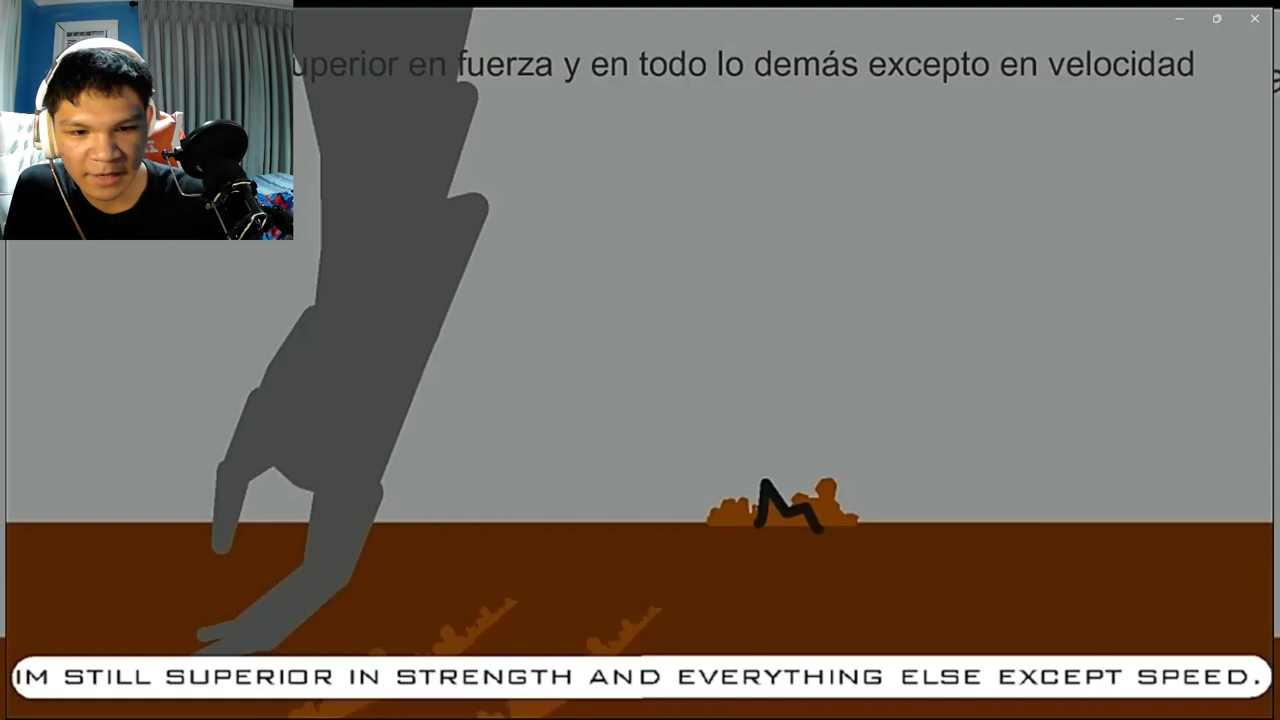 uperior en fuerza y en todo lo demás excepto en velocidad
IM STILL SUPERIOR IN STRENGTH AND EVERYTHING ELSE EXCEPT SPEED.